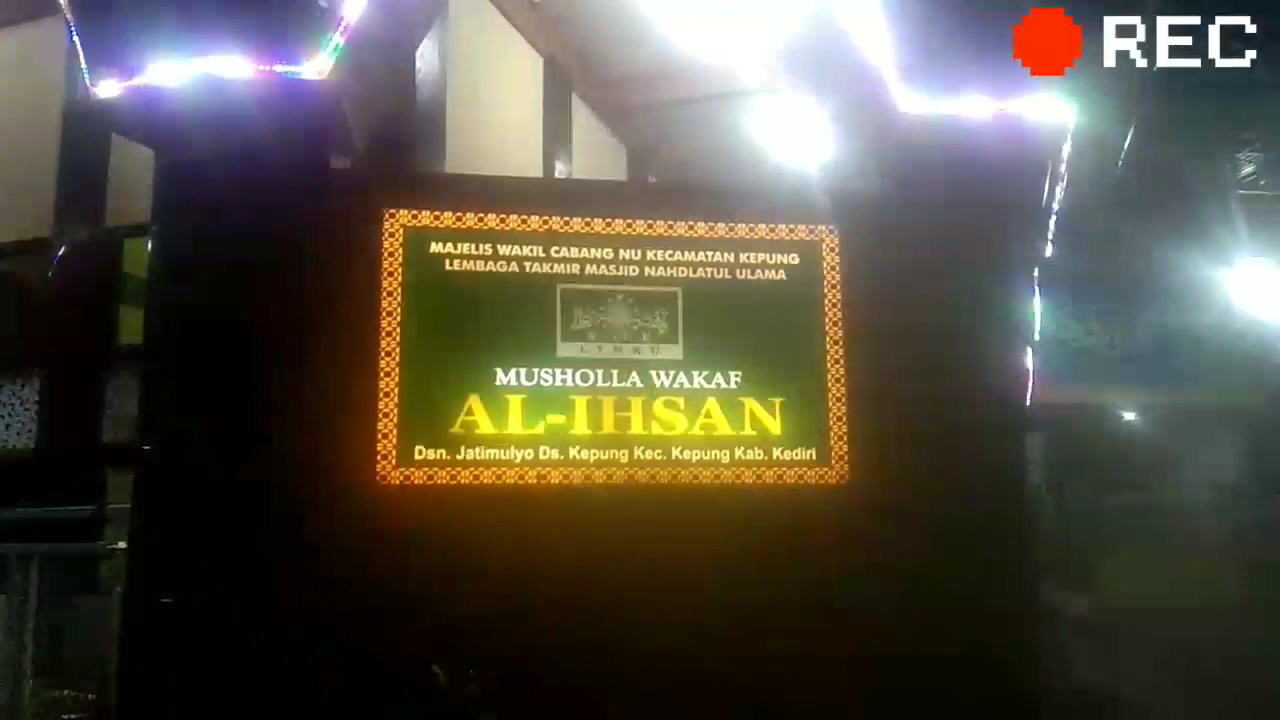 REC
MAJELIS WAKIL CABANG NU KECAMATAN KEPUNG
LEMBAGA TAKMIR MASJID NAHDLATUL ULAMA
MUSHOLLA WAKAF
AL-IHSAN
Dsn. Jatimulyo Ds. Kepung Kec. Kepung Kab. Kediri